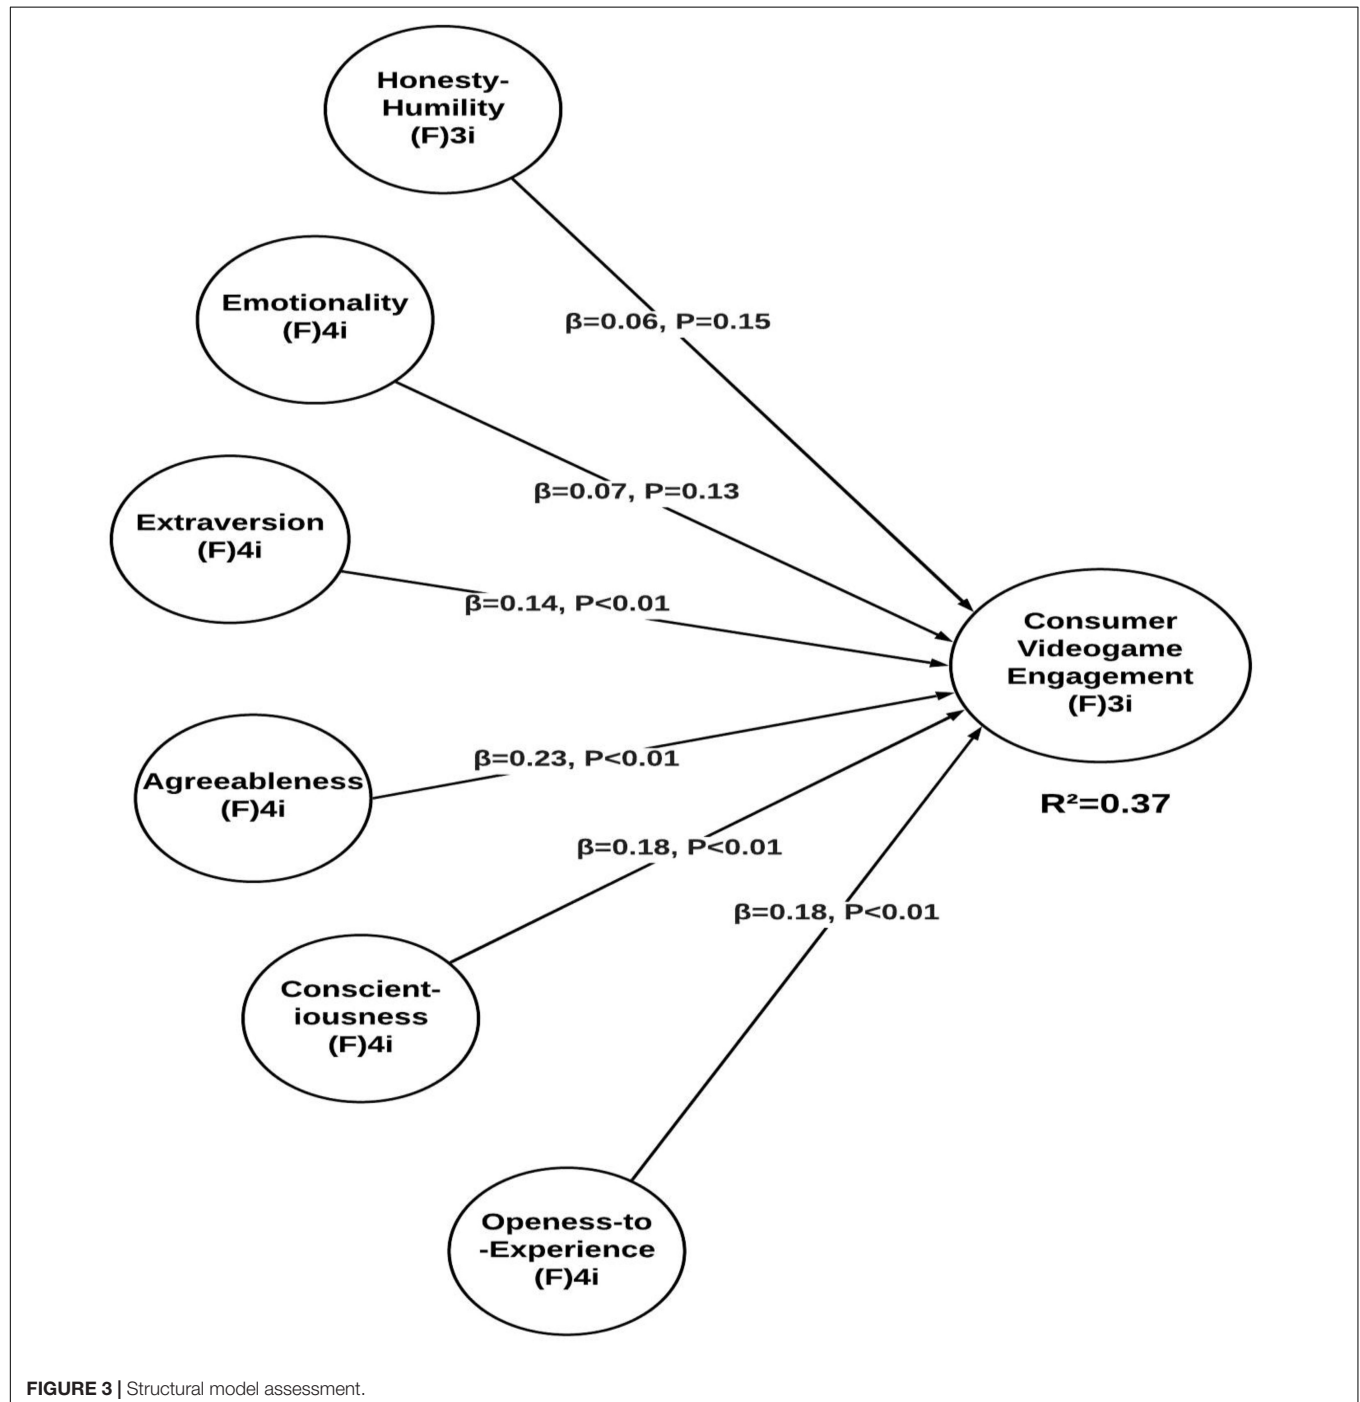 Honesty-
Humility
(F)3i
Emotionality
(F)4i
β=0.06, P=0.15
β=0.07, P=0.13
Extraversion
(F)4i
β=0.14, P<0.01
Consumer
Videogame
Engagement
(F)3i
R²=0.37
Agreeableness
(F)4i
β=0.23, P<0.01
β=0.18, P<0.01
β=0.18, P<0.01
Conscient-
iousness
(F)4i
Openess-to
-Experience
(F)4i
FIGURE 3 | Structural model assessment.